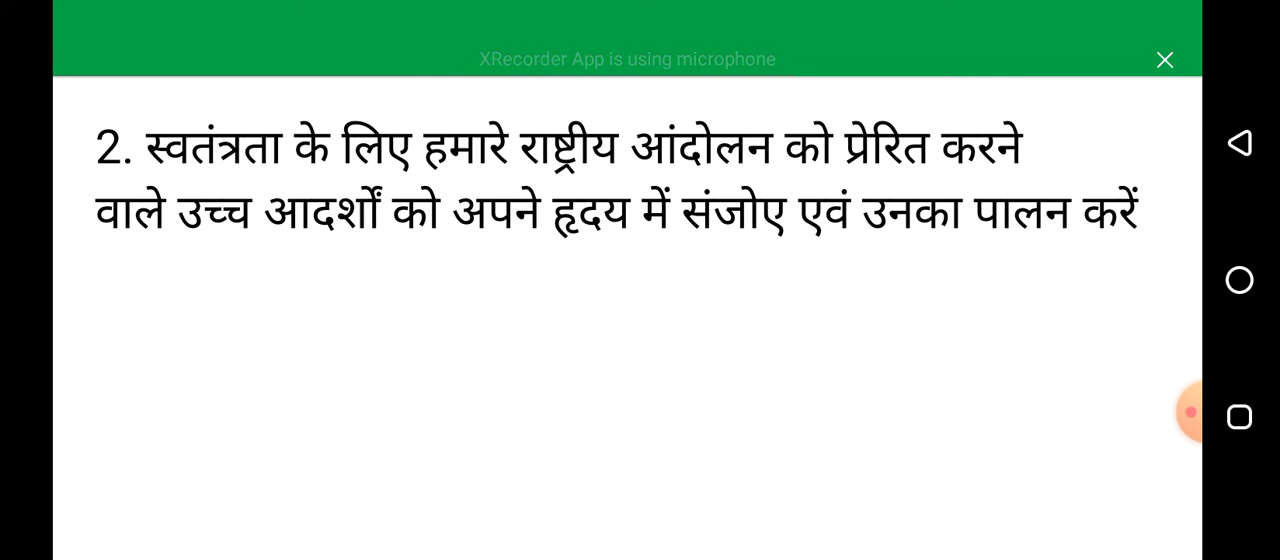 XRecorder App is using microphone
2. स्वतंत्रता के लिए हमारे राष्ट्रीय आंदोलन को प्रेरित करने
वाले उच्च आदर्शों को अपने हृदय में संजोए एवं उनका पालन करें